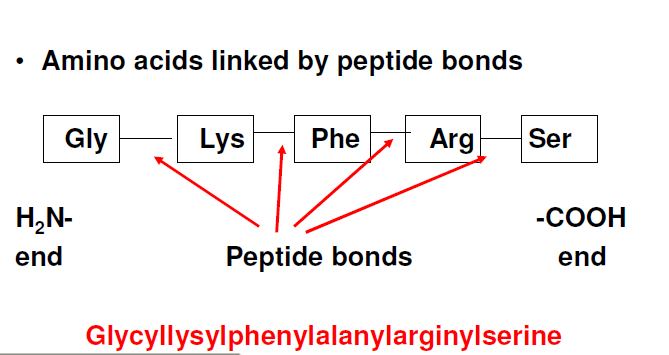 • Amino acids linked by peptide bonds
Gly Lys Phe Arg Ser
H₂N- -COOH
end Peptide bonds end
Glycyllysylphenylalanylarginylserine